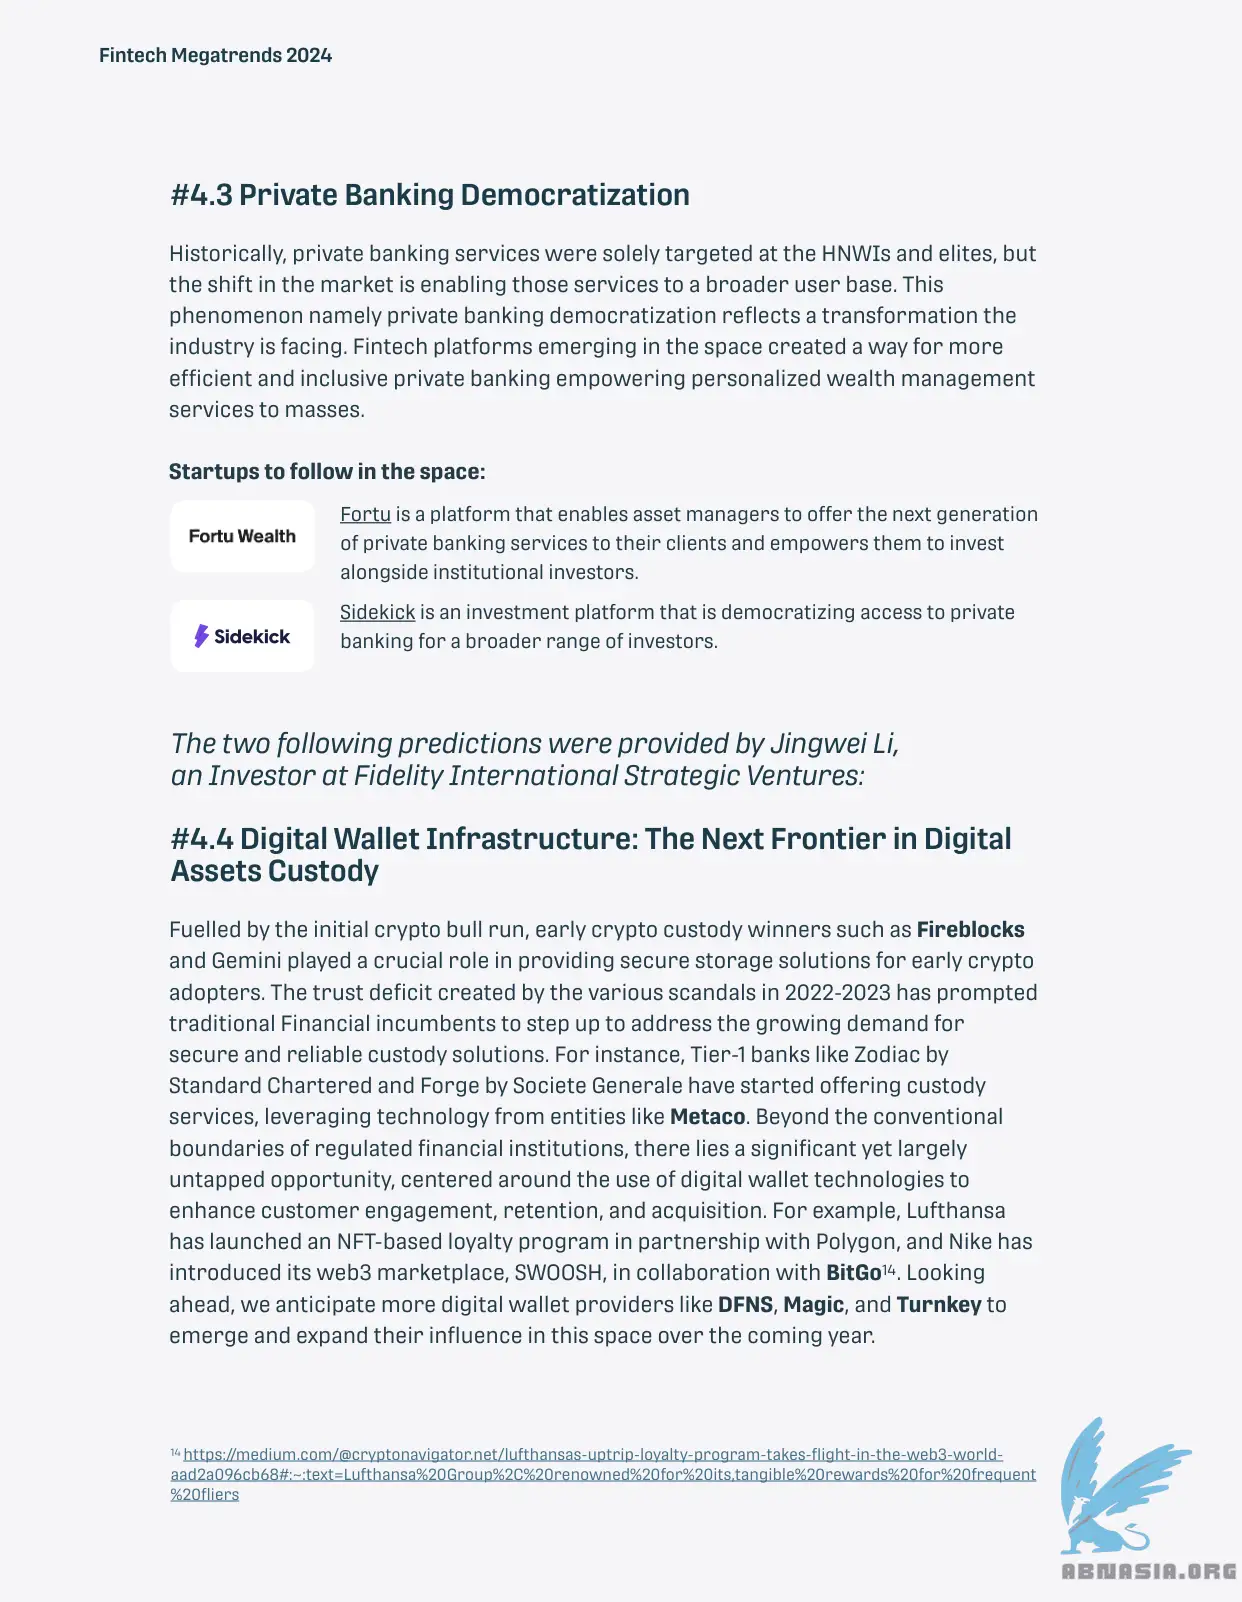 Fintech Megatrends 2024
#4.3 Private Banking Democratization
Historically, private banking services were solely targeted at the HNWIs and elites, but
the shift in the market is enabling those services to a broader user base. This
phenomenon namely private banking democratization reflects a transformation the
industry is facing. Fintech platforms emerging in the space created a way for more
efficient and inclusive private banking empowering personalized wealth management
services to masses.
Startups to follow in the space:
Fortu Wealth
Fortu is a platform that enables asset managers to offer the next generation
of private banking services to their clients and empowers them to invest
alongside institutional investors.
Sidekick
Sidekick is an investment platform that is democratizing access to private
banking for a broader range of investors.
The two following predictions were provided by Jingwei Li,
an Investor at Fidelity International Strategic Ventures:
#4.4 Digital Wallet Infrastructure: The Next Frontier in Digital
Assets Custody
Fuelled by the initial crypto bull run, early crypto custody winners such as Fireblocks
and Gemini played a crucial role in providing secure storage solutions for early crypto
adopters. The trust deficit created by the various scandals in 2022-2023 has prompted
traditional Financial incumbents to step up to address the growing demand for
secure and reliable custody solutions. For instance, Tier-1 banks like Zodiac by
Standard Chartered and Forge by Societe Generale have started offering custody
services, leveraging technology from entities like Metaco. Beyond the conventional
boundaries of regulated financial institutions, there lies a significant yet largely
untapped opportunity, centered around the use of digital wallet technologies to
enhance customer engagement, retention, and acquisition. For example, Lufthansa
has launched an NFT-based loyalty program in partnership with Polygon, and Nike has
introduced its web3 marketplace, SWOOSH, in collaboration with BitGo14. Looking
ahead, we anticipate more digital wallet providers like DFNS, Magic, and Turnkey to
emerge and expand their influence in this space over the coming year.
14 https://medium.com/@cryptonavigator.net/lufthansas-uptrip-loyalty-program-takes-flight-in-the-web3-world-
aad2a096cb68#:~:text=Lufthansa%20Group%2C%20renowned%20for%20its,tangible%20rewards%20for%20frequent
%20fliers
ABNASIA.ORG